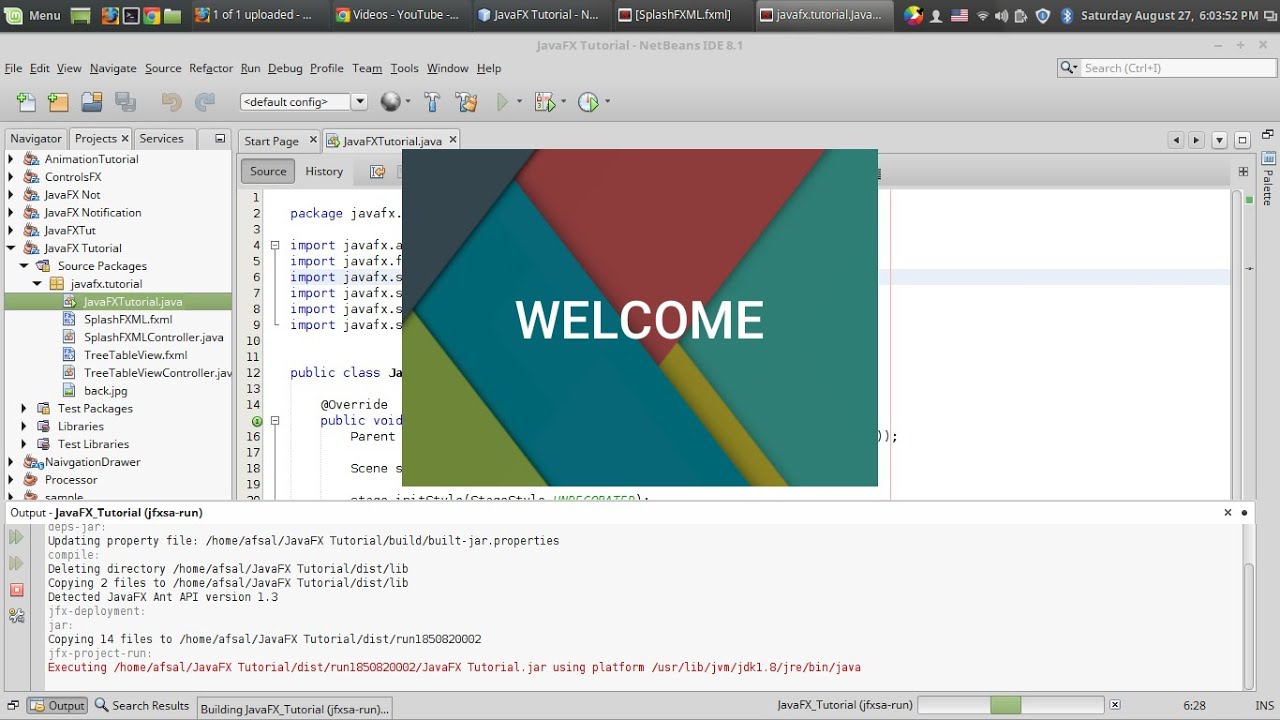 Menu
1 of 1 uploaded - ...
Videos - YouTube -...
JavaFX Tutorial - N...
[SplashFXML.fxml]
javafx.tutorial.Java...
Saturday August 27, 6:03:52 PM
JavaFX Tutorial - NetBeans IDE 8.1
File Edit View Navigate Source Refactor Run Debug Profile Team Tools Window Help
Search (Ctrl+I)
<default config>
Navigator Projects Services
Start Page JavaFXTutorial.java
Source History
Palette
AnimationTutorial
ControlsFX
JavaFX Not
JavaFX Notification
JavaFXTut
JavaFX Tutorial
Source Packages
javafx.tutorial
JavaFXTutorial.java
SplashFXML.fxml
SplashFXMLController.java
TreeTableView.fxml
TreeTableViewController.jav
back.jpg
Test Packages
Libraries
Test Libraries
NaivgationDrawer
Processor
sample
1
2 package javafx.
3
4 import javafx.a
5 import javafx.f
6 import javafx.s
7 import javafx.s
8 import javafx.s
9 import javafx.s
10
11
12 public class Ja
13
14 @Override
public void
16 Parent ));
17
18 Scene s
19
20 stage.initStyle(StageStyle.UNDECORATED);
WELCOME
Output - JavaFX_Tutorial (jfxsa-run)
deps-jar:
Updating property file: /home/afsal/JavaFX Tutorial/build/built-jar.properties
compile:
Deleting directory /home/afsal/JavaFX Tutorial/dist/lib
Copying 2 files to /home/afsal/JavaFX Tutorial/dist/lib
Detected JavaFX Ant API version 1.3
jfx-deployment:
jar:
Copying 14 files to /home/afsal/JavaFX Tutorial/dist/run1850820002
jfx-project-run:
Executing /home/afsal/JavaFX Tutorial/dist/run1850820002/JavaFX Tutorial.jar using platform /usr/lib/jvm/jdk1.8/jre/bin/java
Output Search Results Building JavaFX_Tutorial (jfxsa-run)...
JavaFX_Tutorial (jfxsa-run)
6:28 INS